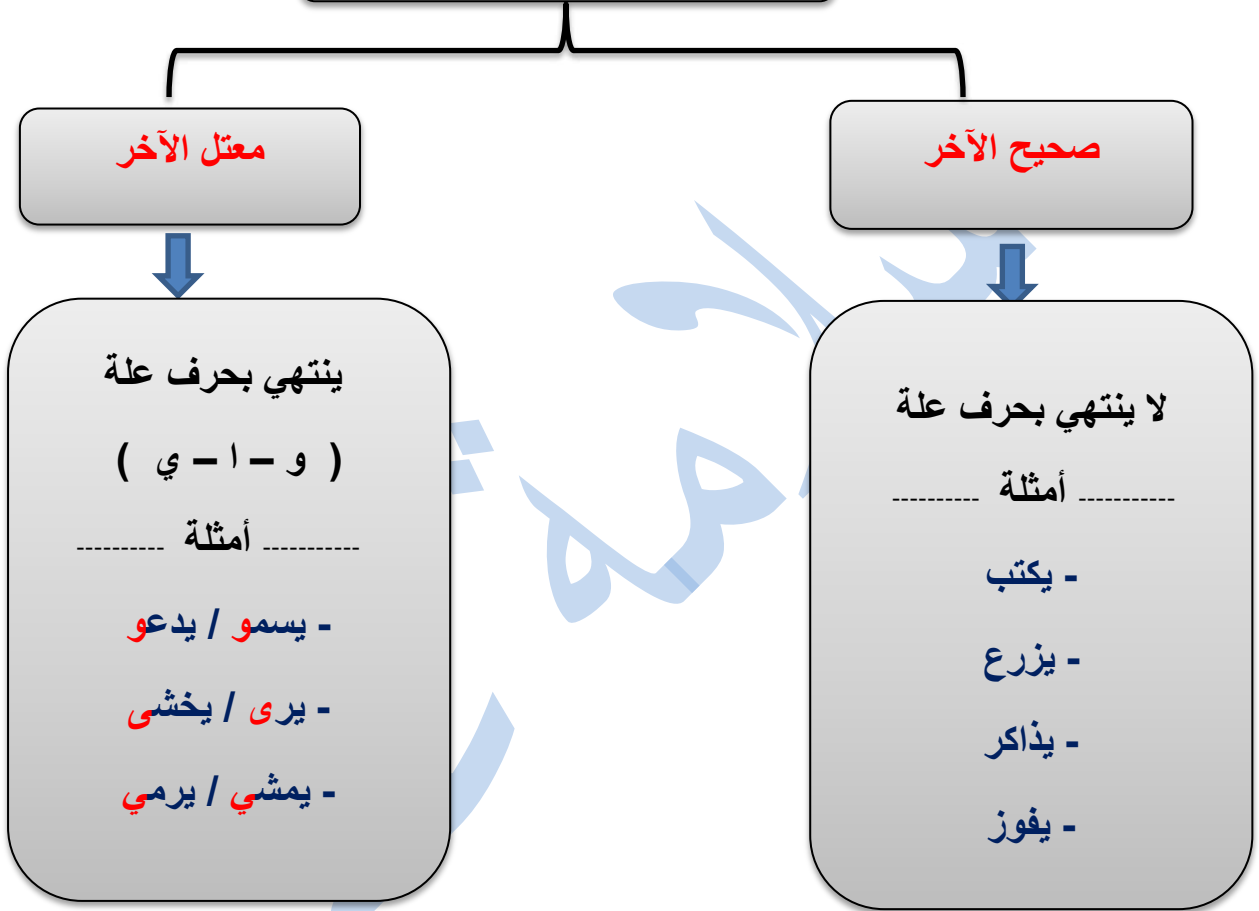 صحيح الآخر
لا ينتهي بحرف علة
----------- أمثلة ----------
- يكتب
- يزرع
- يذاكر
- يفوز
معتل الآخر
ينتهي بحرف علة
( و – ا – ي )
----------- أمثلة ----------
- يسمو / يدعو
- يرى / يخشى
- يمشي / يرمي